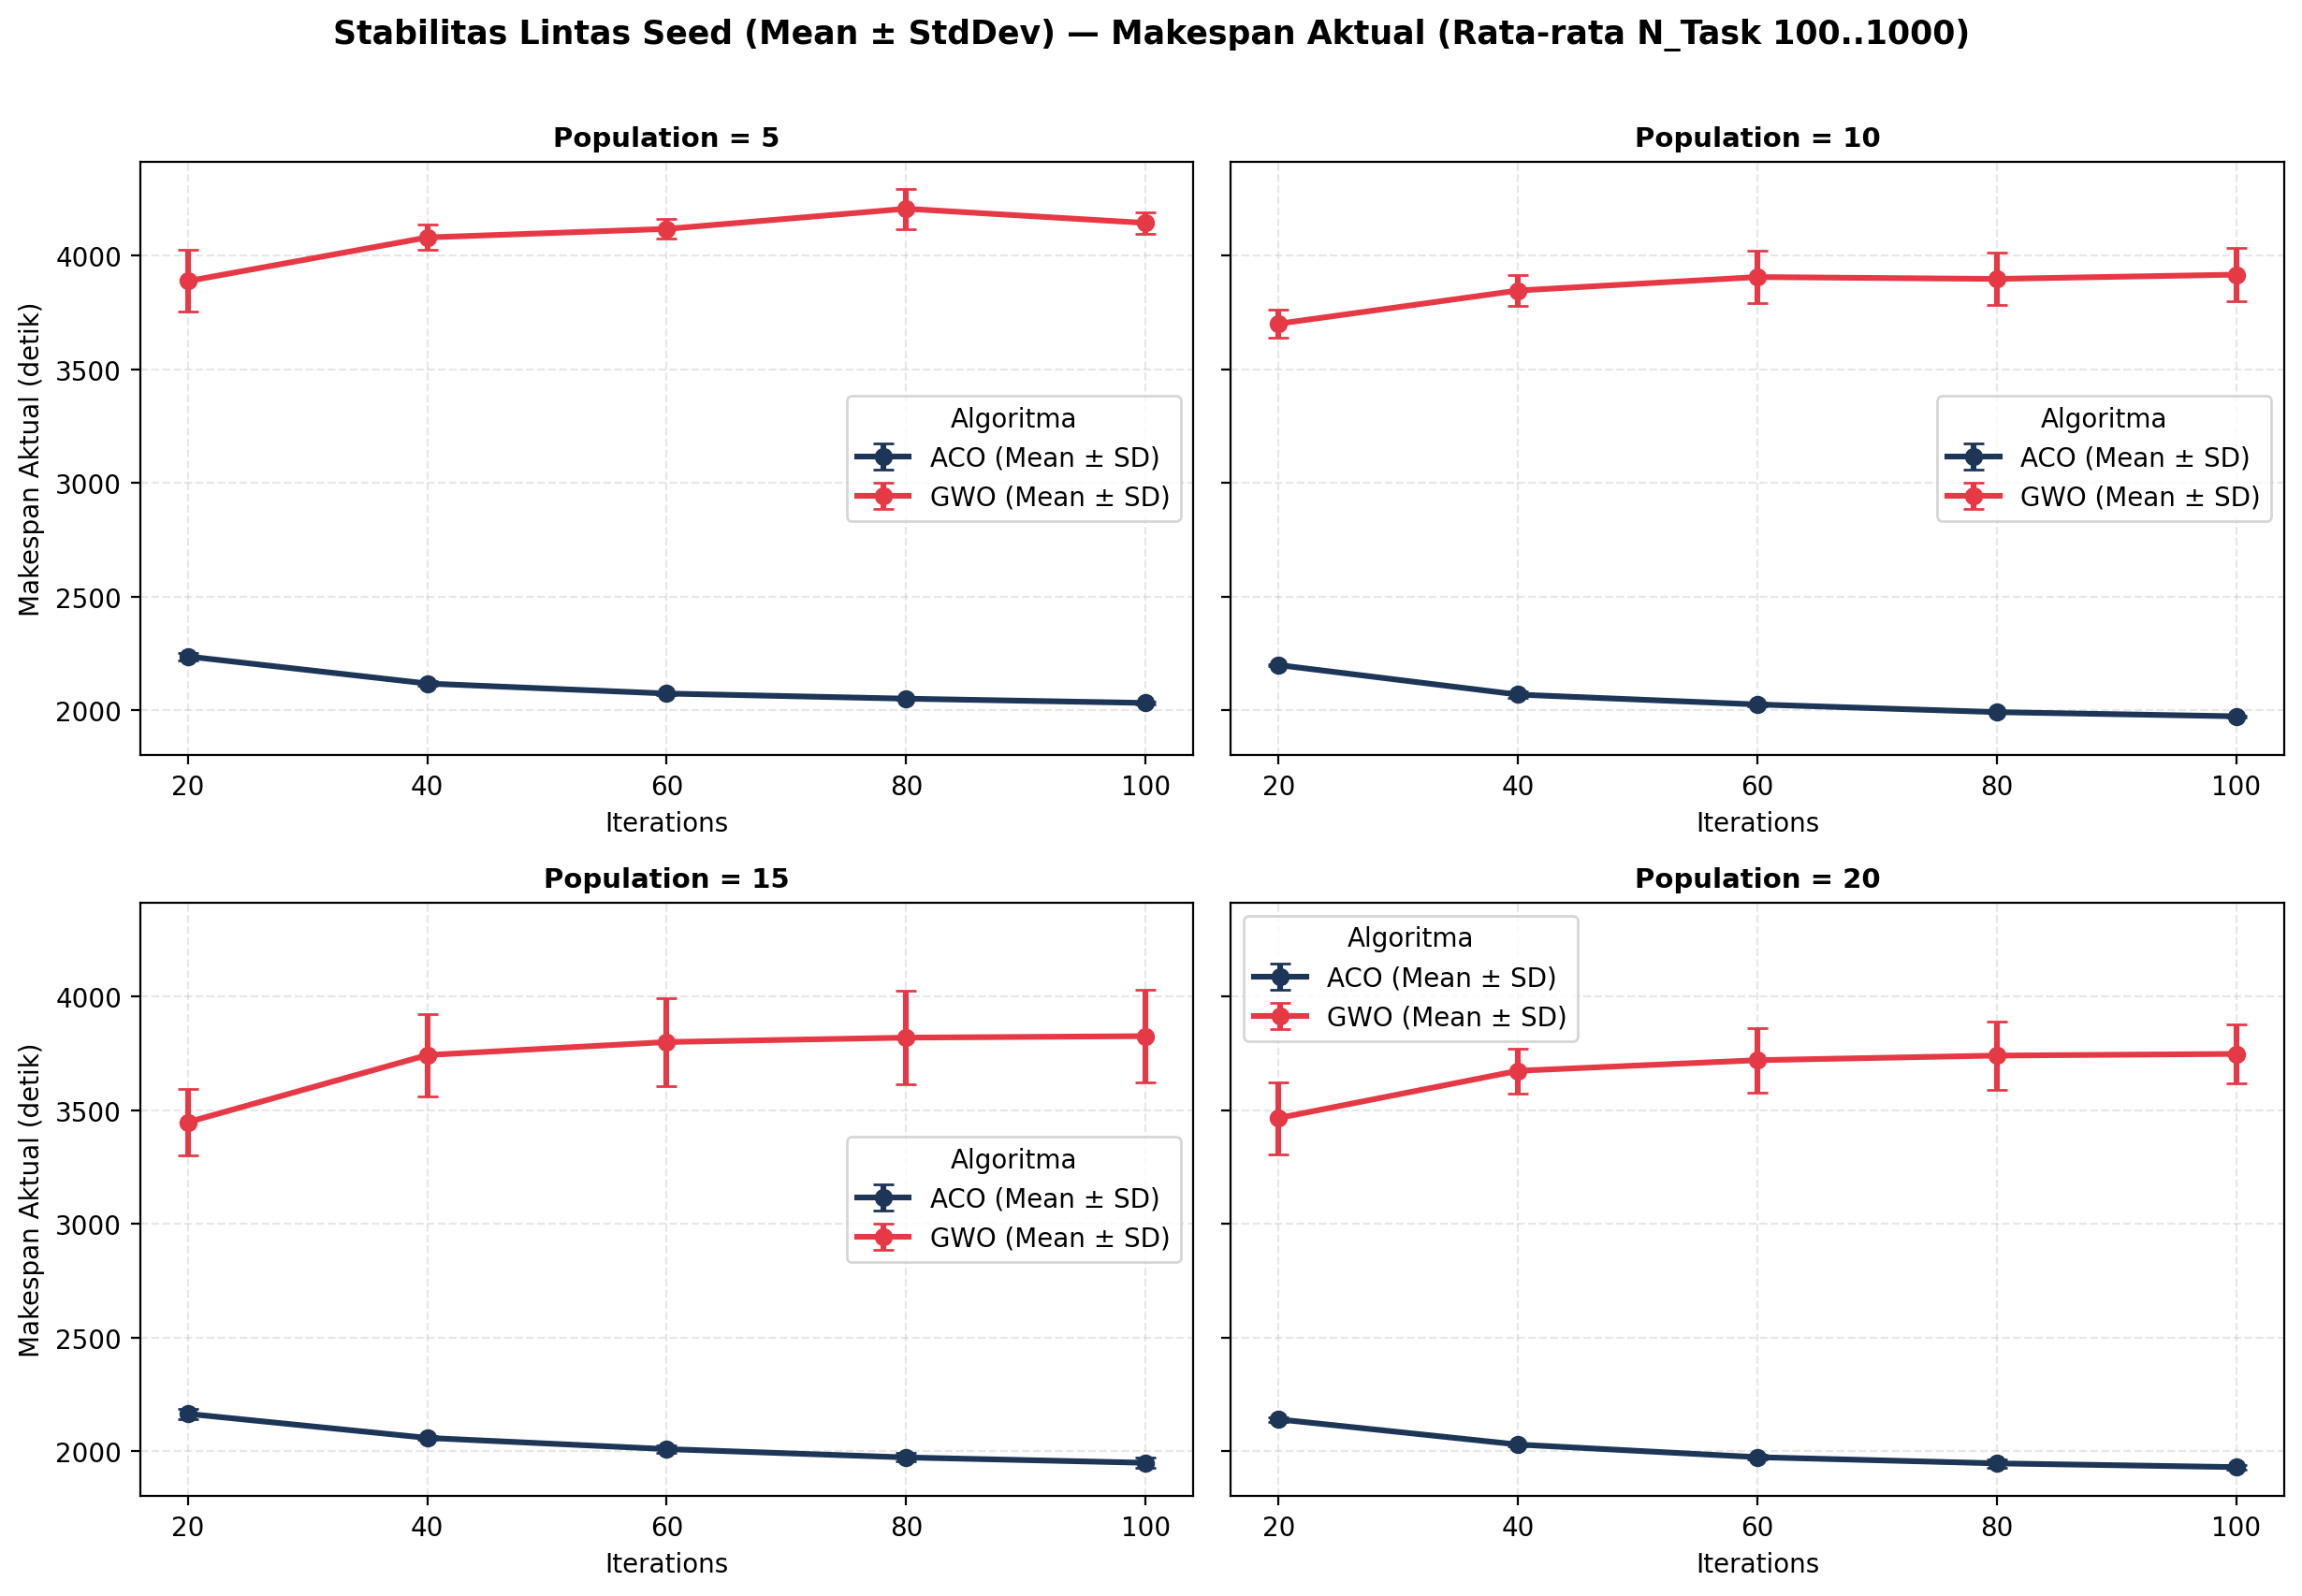 Stabilitas Lintas Seed (Mean ± StdDev) — Makespan Aktual (Rata-rata N_Task 100..1000)
Population = 5
Makespan Aktual (detik)
4000
3500
3000
2500
2000
Algoritma
ACO (Mean ± SD)
GWO (Mean ± SD)
20 40 60 80 100
Iterations
Population = 10
Algoritma
ACO (Mean ± SD)
GWO (Mean ± SD)
20 40 60 80 100
Iterations
Population = 15
Makespan Aktual (detik)
4000
3500
3000
2500
2000
Algoritma
ACO (Mean ± SD)
GWO (Mean ± SD)
20 40 60 80 100
Iterations
Population = 20
Algoritma
ACO (Mean ± SD)
GWO (Mean ± SD)
20 40 60 80 100
Iterations